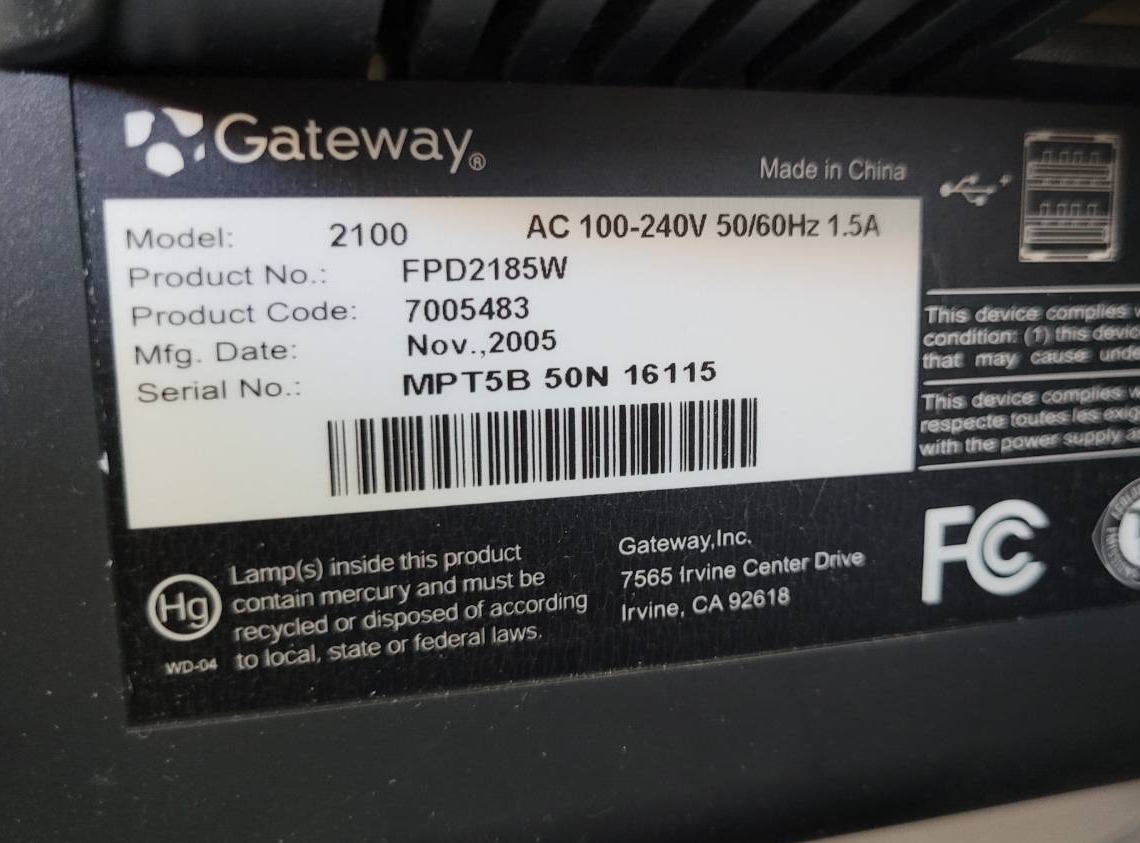 Gateway®
Made in China
Model: 2100 AC 100-240V 50/60Hz 1.5A
Product No.: FPD2185W
Product Code: 7005483
Mfg. Date: Nov.,2005
Serial No.: MPT5B 50N 16115
This device complies
condition: (1) this
that may cause
This device complies
respecte toutes les
with the power supply
Hg
WD-04
Lamp(s) inside this product
contain mercury and must be
recycled or disposed of according
to local, state or federal laws.
Gateway,Inc.
7565 Irvine Center Drive
Irvine, CA 92618
FC